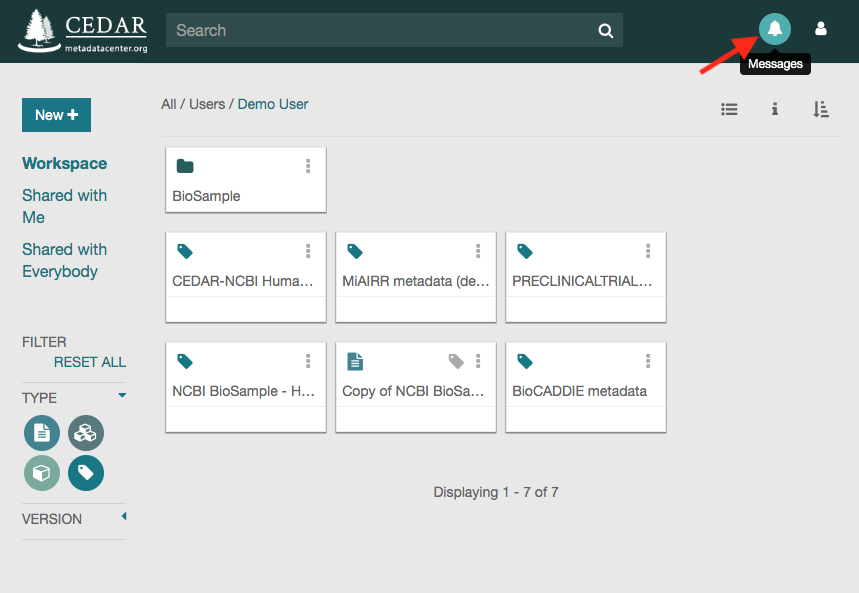 CEDAR
metadatacenter.org
Search
Messages
New +
All / Users / Demo User
Workspace
Shared with
Me
Shared with
Everybody
BioSample
CEDAR-NCBI Huma...
MiAIRR metadata (de...
PRECLINICALTRIAL...
FILTER
RESET ALL
TYPE
NCBI BioSample - H...
Copy of NCBI BioSa...
BioCADDIE metadata
VERSION
Displaying 1 - 7 of 7